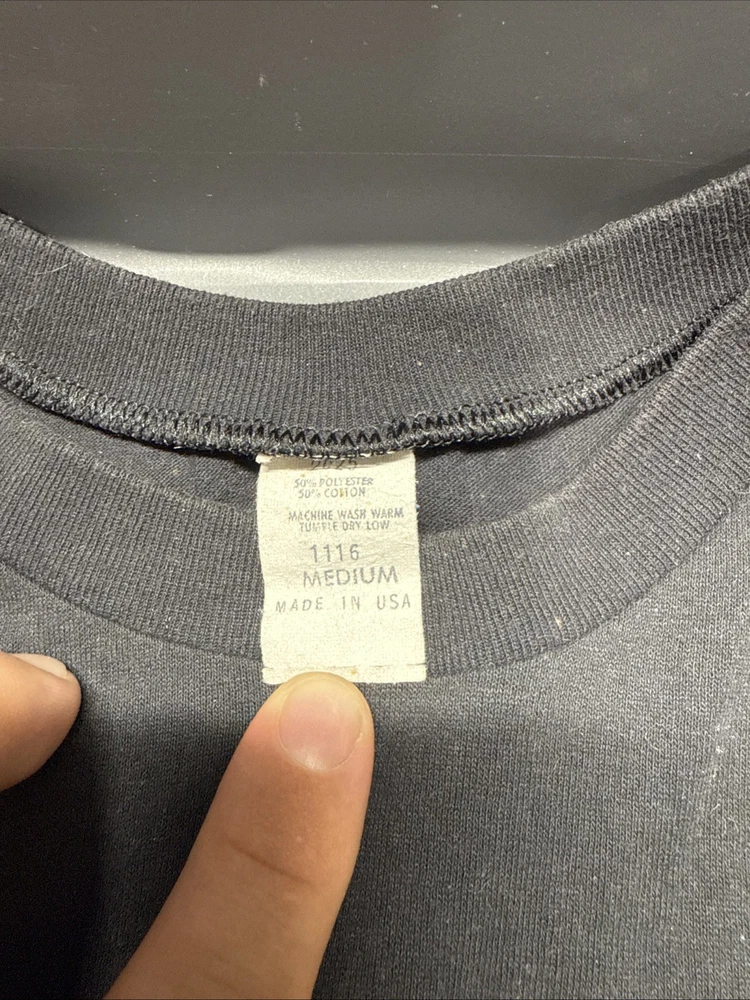 50% POLYESTER
50% COTTON
MACHINE WASH WARM
TUMBLE DRY LOW
1116
MEDIUM
MADE IN USA